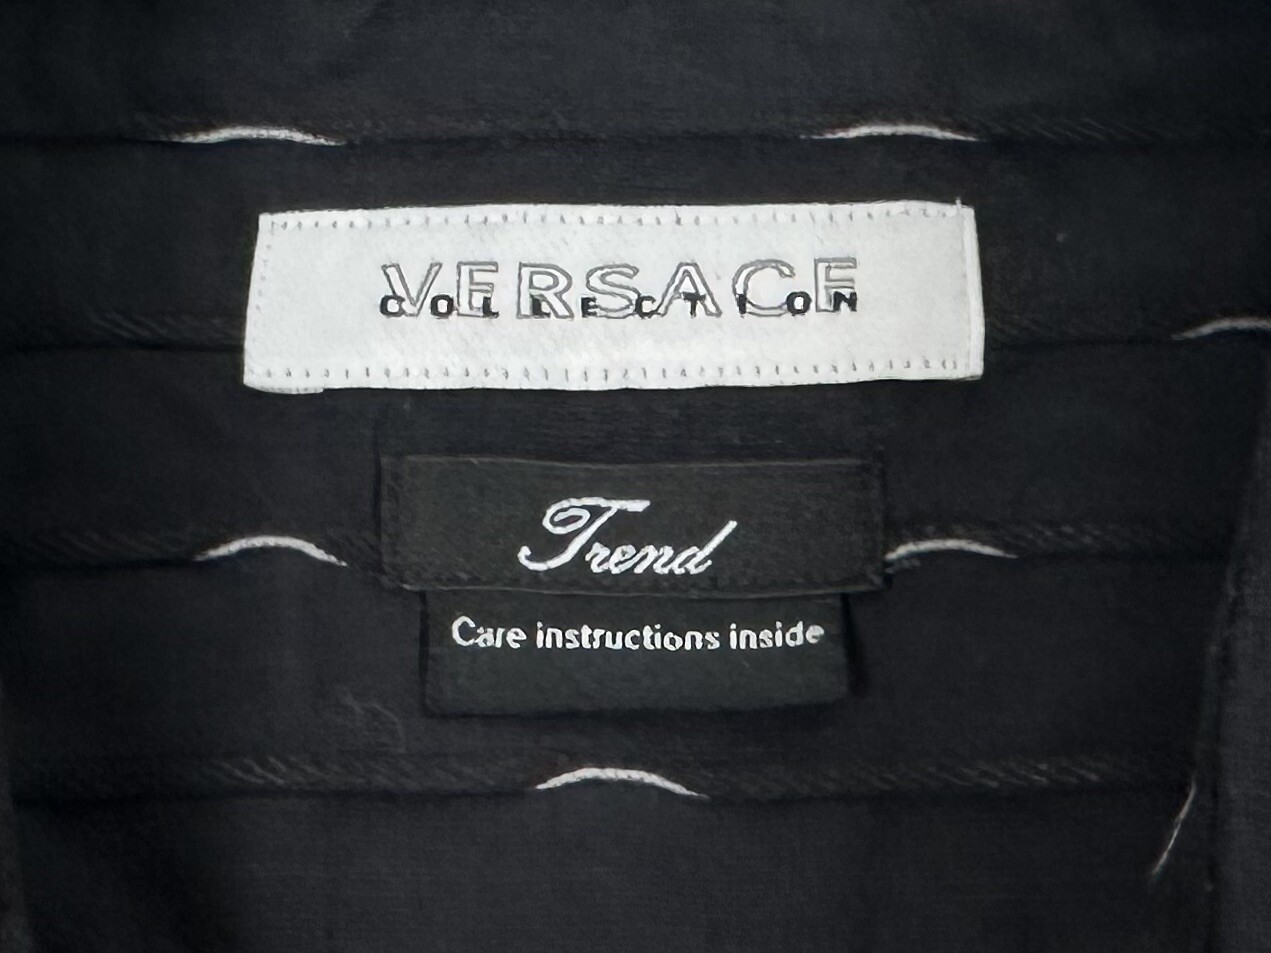 VERSACE
COLLECTION
Trend
Care instructions inside